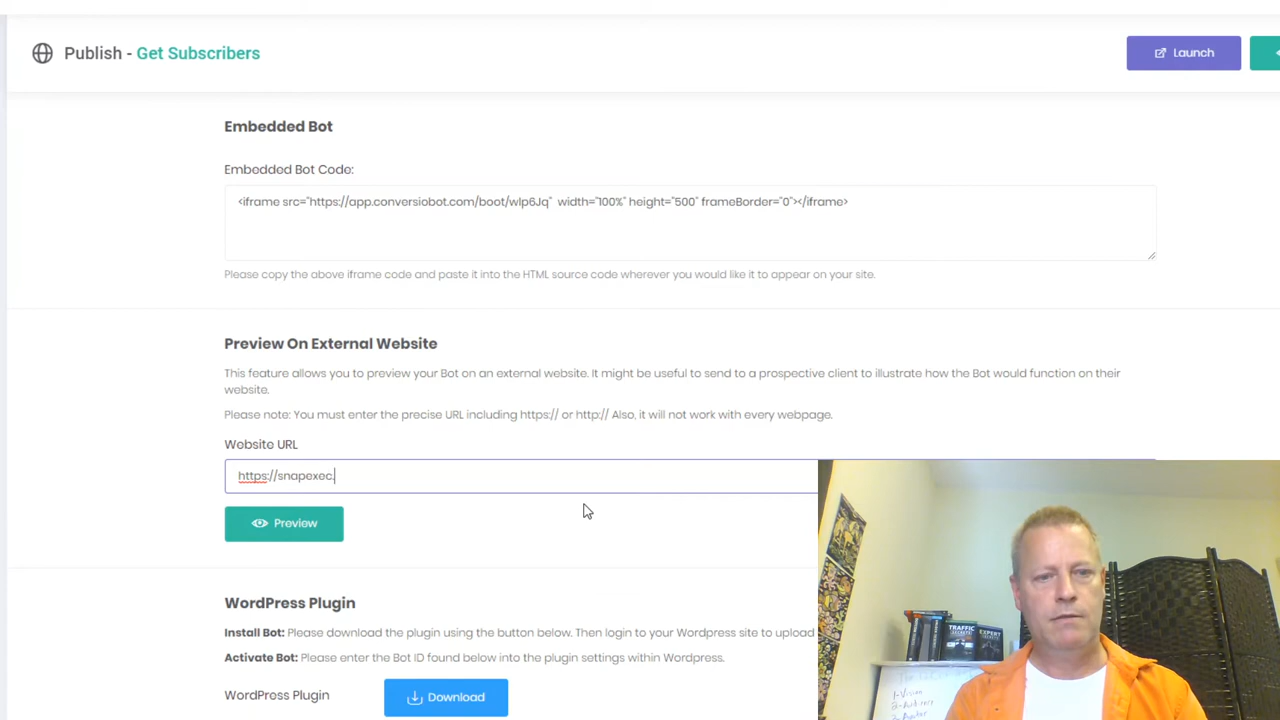 Publish - Get Subscribers
Launch
Embedded Bot
Embedded Bot Code:
<iframe src="https://app.conversiobot.com/boot/wlp6Jq"  width="100%" height="500" frameBorder="0"></iframe>
Please copy the above iframe code and paste it into the HTML source code wherever you would like it to appear on your site.
Preview On External Website
This feature allows you to preview your Bot on an external website. It might be useful to send to a prospective client to illustrate how the Bot would function on their
website.
Please note: You must enter the precise URL including https:// or http:// Also, it will not work with every webpage.
Website URL
https://snapexec.
Preview
WordPress Plugin
Install Bot: Please download the plugin using the button below. Then login to your Wordpress site to upload
Activate Bot: Please enter the Bot ID found below into the plugin settings within Wordpress.
WordPress Plugin
Download
TRAFFIC
SECRETS
EXPERT
SECRETS
1-Vision